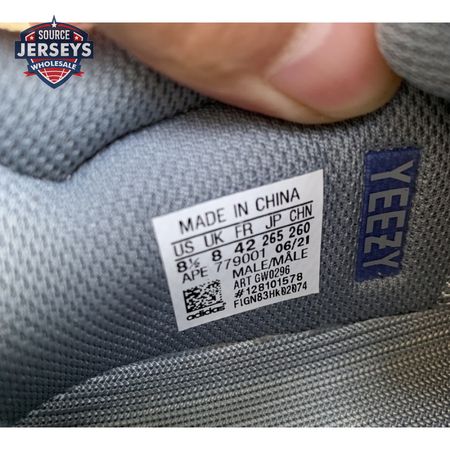 SOURCE
JERSEYS
WHOLESALE
MADE IN CHINA
US UK FR JP CHN
8½ 8 42 265 260
APE 779001 06/21
MALE/MÂLE
ART GW0296
#128101578
F1GN83HKB2074
adidas
YEEZY